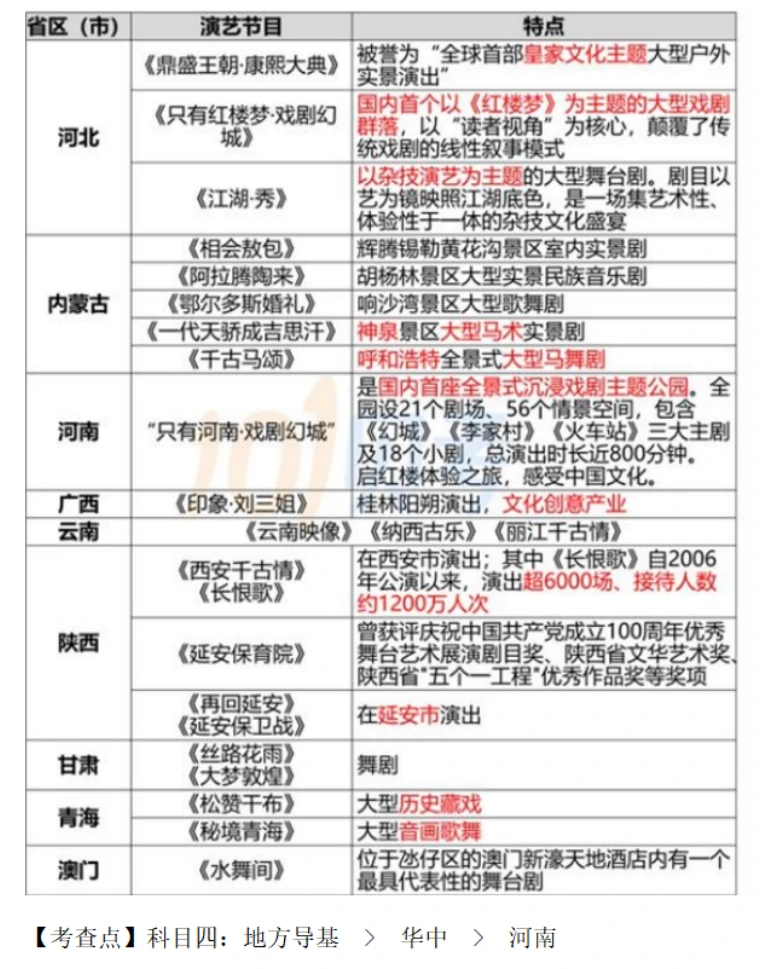 省区（市） 演艺节目 特点
河北
《鼎盛王朝·康熙大典》
被誉为“全球首部皇家文化主题大型户外
实景演出”
《只有红楼梦·戏剧幻
城》
国内首个以《红楼梦》为主题的大型戏剧
群落，以“读者视角”为核心，颠覆了传
统戏剧的线性叙事模式
《江湖·秀》
以杂技演艺为主题的大型舞台剧。剧目以
艺为镜映照江湖底色，是一场集艺术性、
体验性于一体的杂技文化盛宴
内蒙古
《相会敖包》 辉腾锡勒黄花沟景区室内实景剧
《阿拉腾陶来》 胡杨林景区大型实景民族音乐剧
《鄂尔多斯婚礼》 响沙湾景区大型歌舞剧
《一代天骄成吉思汗》 神泉景区大型马术实景剧
《千古马颂》 呼和浩特全景式大型马舞剧
河南
“只有河南·戏剧幻城”
是国内首座全景式沉浸戏剧主题公园。全
园设21个剧场、56个情景空间，包含
《幻城》《李家村》《火车站》三大主剧
及18个小剧，总演出时长近800分钟。
启红楼体验之旅，感受中国文化。
广西 《印象·刘三姐》 桂林阳朔演出，文化创意产业
云南 《云南映像》《纳西古乐》《丽江千古情》
陕西
《西安千古情》
《长恨歌》
在西安市演出；其中《长恨歌》自2006
年公演以来，演出超6000场、接待人数
约1200万人次
《延安保育院》
曾获评庆祝中国共产党成立100周年优秀
舞台艺术展演剧目奖、陕西省文华艺术奖、
陕西省"五个一工程"优秀作品奖等奖项
《再回延安》
《延安保卫战》
在延安市演出
甘肃
《丝路花雨》
《大梦敦煌》
舞剧
青海
《松赞干布》 大型历史藏戏
《秘境青海》 大型音画歌舞
澳门
《水舞间》
位于氹仔区的澳门新濠天地酒店内有一个
最具代表性的舞台剧
【考查点】科目四：地方导基 > 华中 > 河南